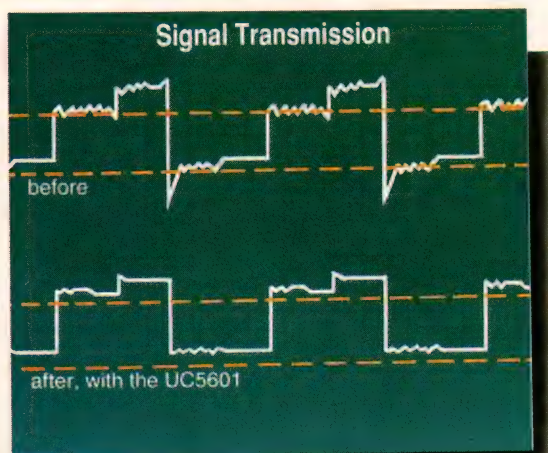 Signal Transmission
before
after, with the UC5601